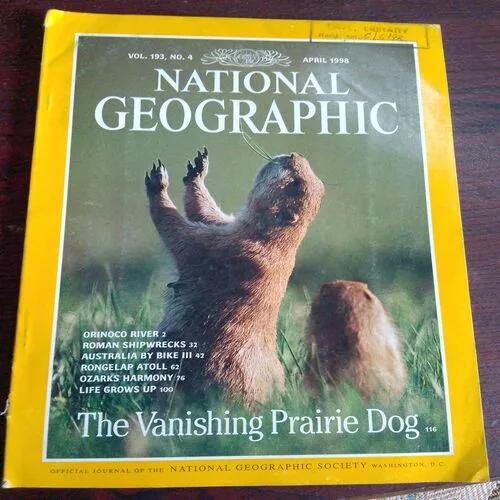 VOL. 193, NO. 4
APRIL 1998
NATIONAL
GEOGRAPHIC
ORINOCO RIVER 2
ROMAN SHIPWRECKS 32
AUSTRALIA BY BIKE III 42
RONGELAP ATOLL 62
OZARKS HARMONY 76
LIFE GROWS UP 100
The Vanishing Prairie Dog 116
OFFICIAL JOURNAL OF THE NATIONAL GEOGRAPHIC SOCIETY WASHINGTON, D.C.